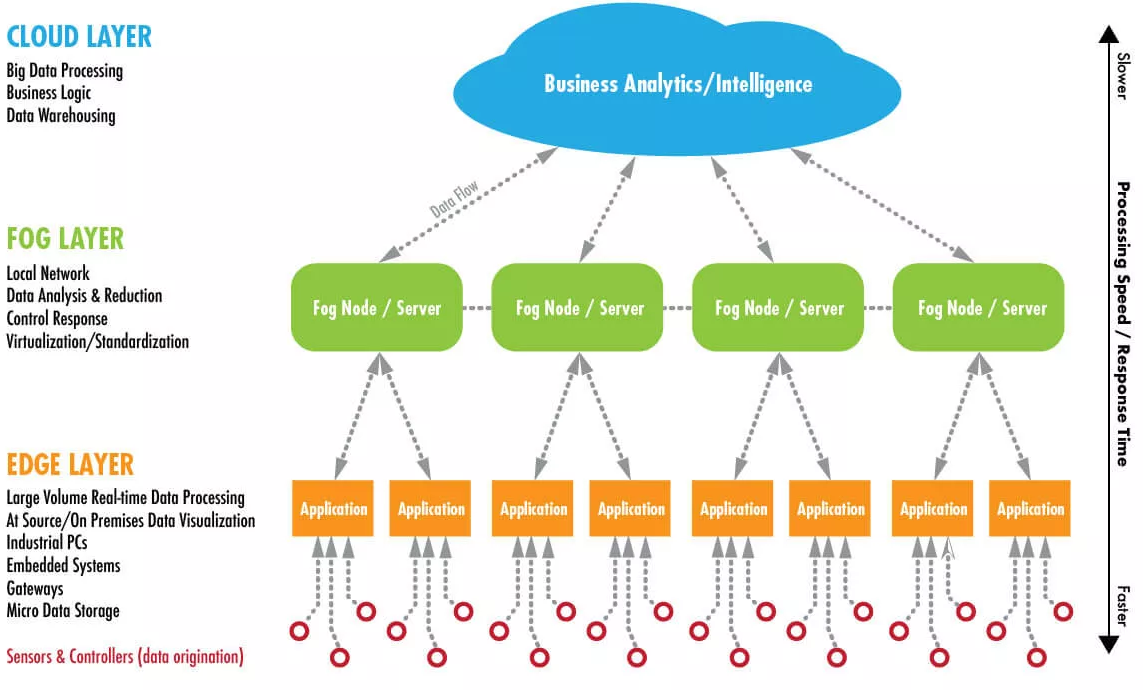 CLOUD LAYER
Big Data Processing
Business Logic
Data Warehousing
Business Analytics/Intelligence
Slower
Data Flow
Processing Speed / Response Time
FOG LAYER
Local Network
Data Analysis & Reduction
Control Response
Virtualization/Standardization
Fog Node / Server
Fog Node / Server
Fog Node / Server
Fog Node / Server
EDGE LAYER
Large Volume Real-time Data Processing
At Source/On Premises Data Visualization
Industrial PCs
Embedded Systems
Gateways
Micro Data Storage
Application
Application
Application
Application
Application
Application
Application
Application
Faster
Sensors & Controllers (data origination)